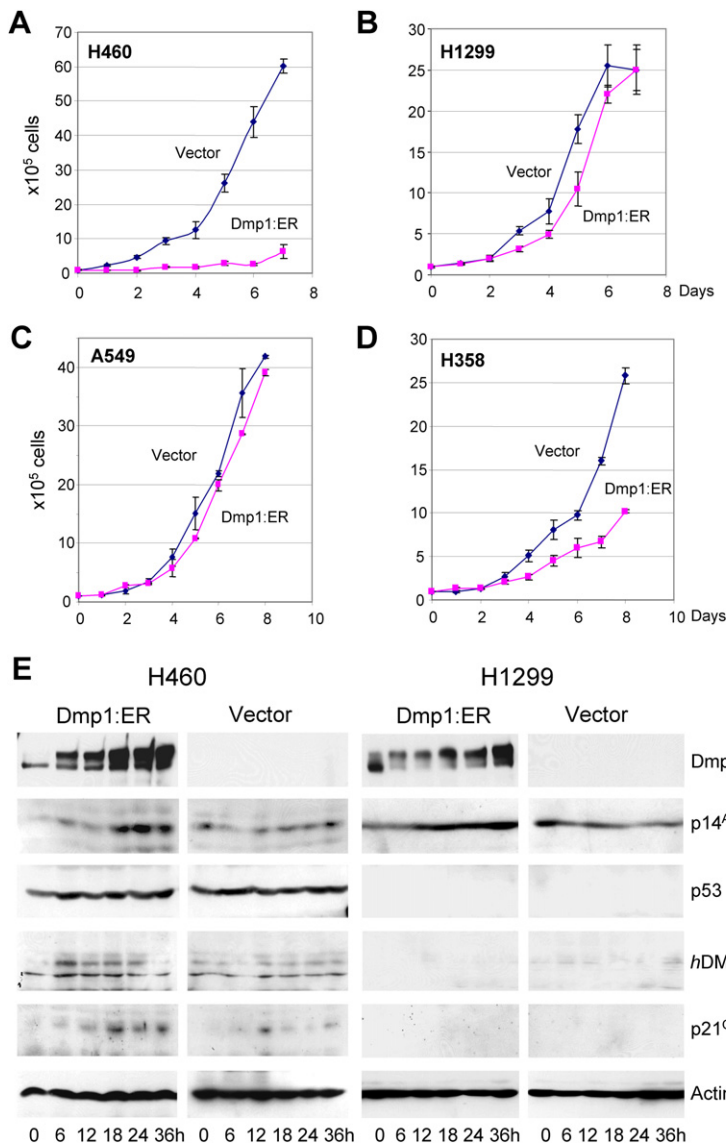 A
B
H460
H1299
70
60
50
40
30
20
10
0
30
25
20
15
10
5
0
x10⁵ cells
Vector
Dmp1:ER
Vector
Dmp1:ER
0 2 4 6 8
0 2 4 6 8 Days
C
D
A549
H358
40
30
20
10
0
30
25
20
15
10
5
0
x10⁵ cells
Vector
Dmp1:ER
Vector
Dmp1:ER
0 2 4 6 8 10
0 2 4 6 8 10 Days
E
H460 H1299
Dmp1:ER Vector Dmp1:ER Vector
Dmp
p14ᴬ
p53
hDM
p21ᶜ
Actin
0 6 12 18 24 36h 0 6 12 18 24 36h 0 6 12 18 24 36h 0 6 12 18 24 36h